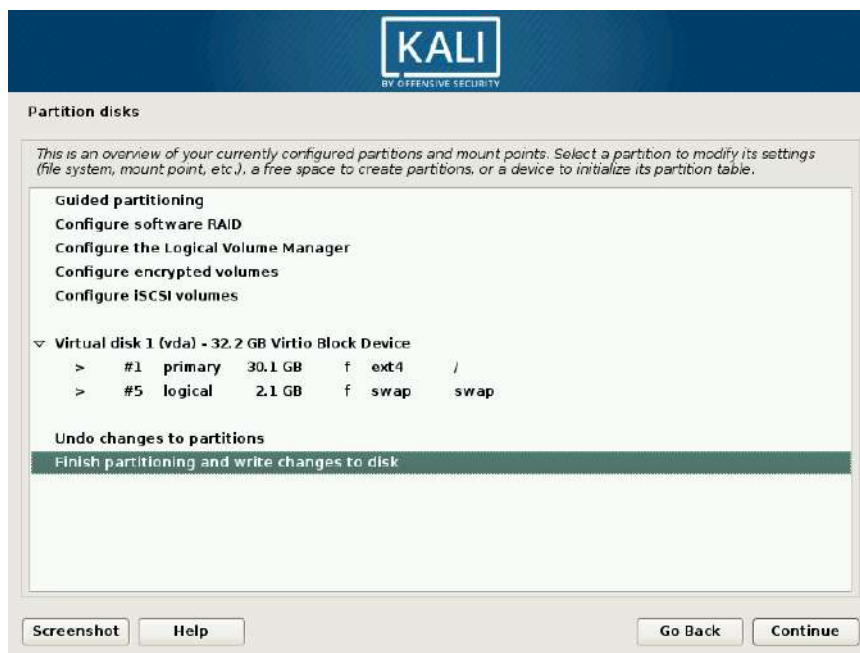 KALI
BY OFFENSIVE SECURITY
Partition disks
This is an overview of your currently configured partitions and mount points. Select a partition to modify its settings
(file system, mount point, etc.), a free space to create partitions, or a device to initialize its partition table.
Guided partitioning
Configure software RAID
Configure the Logical Volume Manager
Configure encrypted volumes
Configure iSCSI volumes
Virtual disk 1 (vda) - 32.2 GB Virtio Block Device
> #1 primary 30.1 GB f ext4 /
> #5 logical 2.1 GB f swap swap
Undo changes to partitions
Finish partitioning and write changes to disk
Screenshot Help Go Back Continue